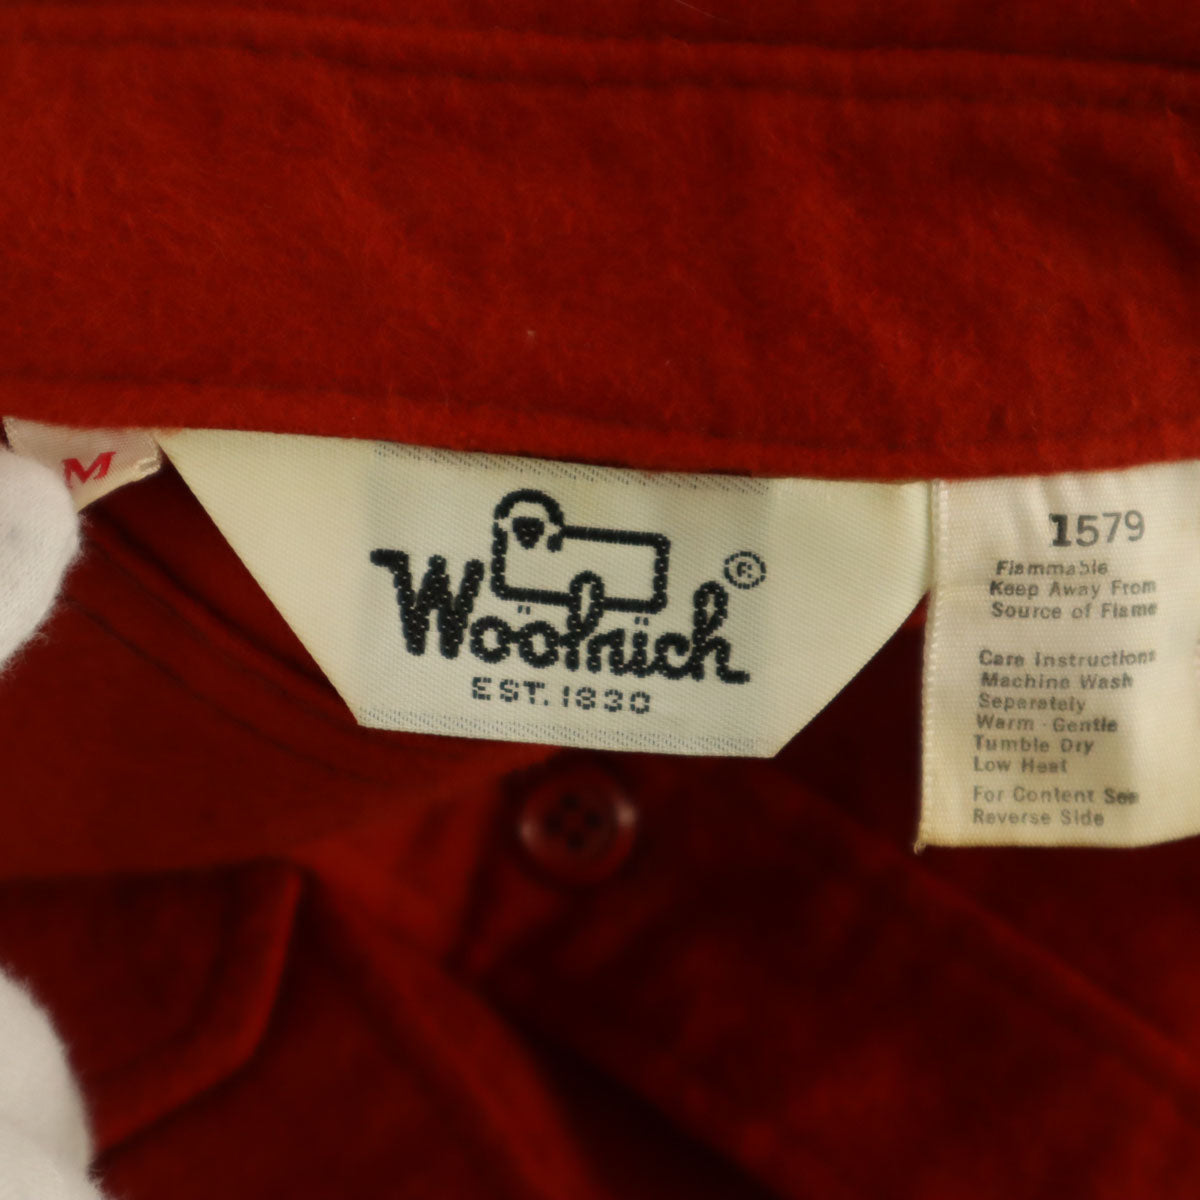 M
Woolrich ®
EST. 1830
1579
Flammable
Keep Away From
Source of Flame
Care Instructions
Machine Wash
Separately
Warm - Gentle
Tumble Dry
Low Heat
For Content See
Reverse Side